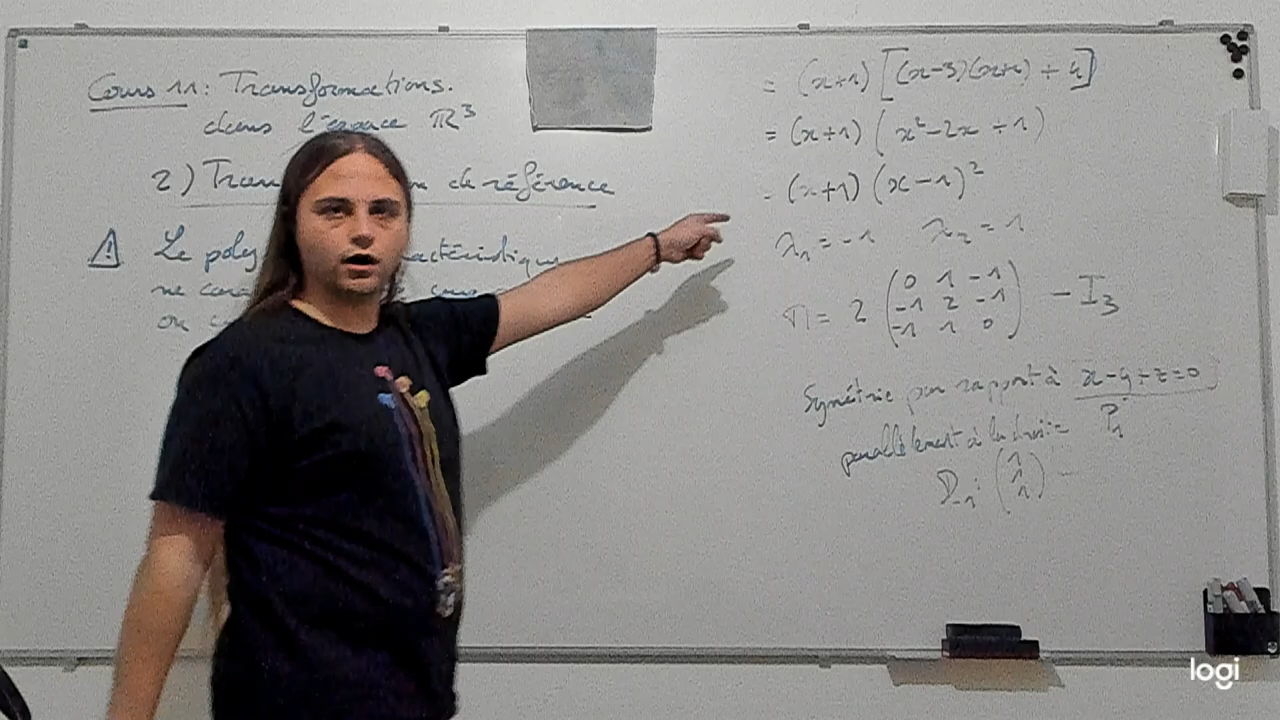 Cours 11 : Transformations.
dans l'espace ℝ³
2) Tran de référence
⚠ Le poly actéristique
ne
= (x+1) [(x-3)(x+1) + 4]
= (x+1) (x²-2x+1)
= (x+1) (x-1)²
λ₁ = -1 λ₂ = 1
M = 2 ( 0 1 -1
-1 2 -1
-1 1 0 ) - I₃
Symétrie par rapport à x-y+z=0
P₁
parallèlement à la droite
D₋₁ : ( 1
1
1 )
logi